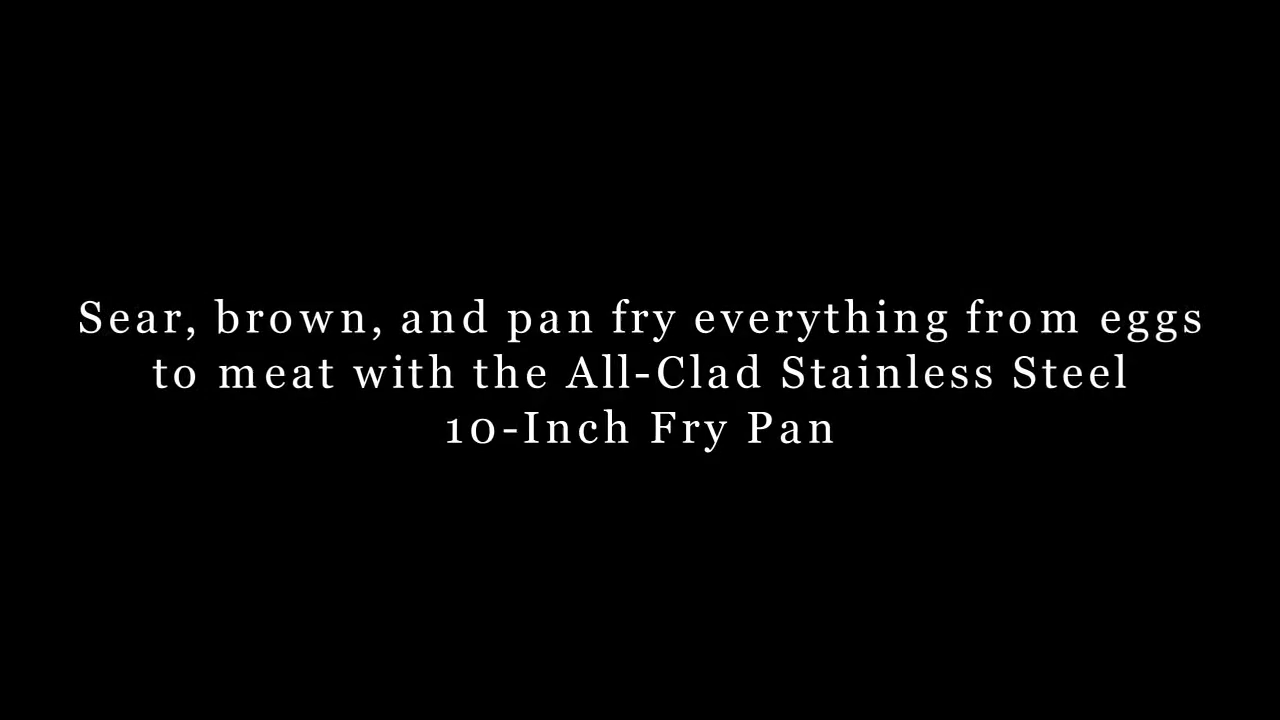 Sear, brown, and pan fry everything from eggs
to meat with the All-Clad Stainless Steel
10-Inch Fry Pan